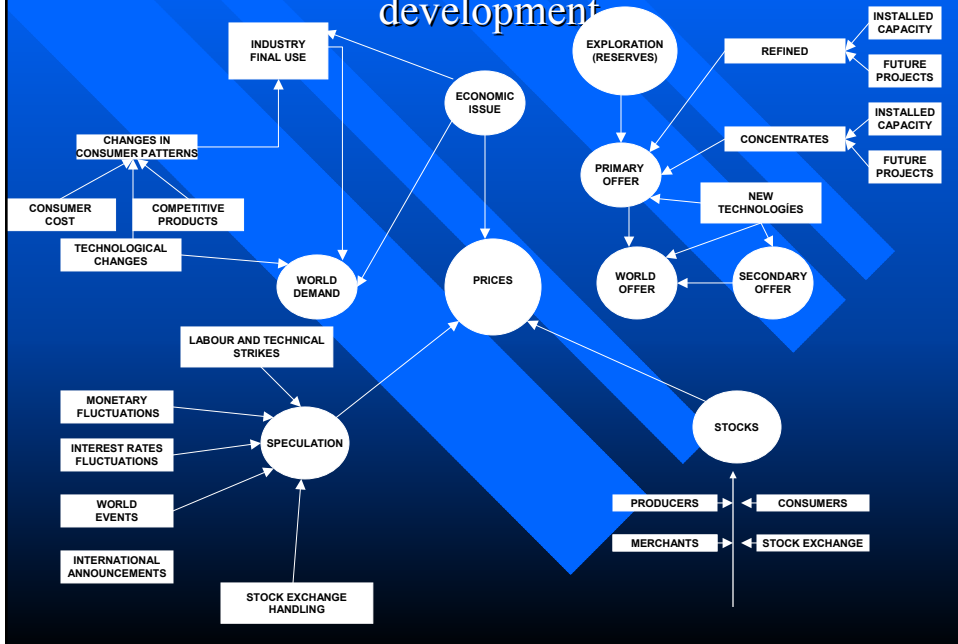 development
INDUSTRY
FINAL USE
EXPLORATION
(RESERVES)
REFINED
INSTALLED
CAPACITY
FUTURE
PROJECTS
ECONOMIC
ISSUE
CONCENTRATES
INSTALLED
CAPACITY
FUTURE
PROJECTS
CHANGES IN
CONSUMER PATTERNS
PRIMARY
OFFER
CONSUMER
COST
COMPETITIVE
PRODUCTS
NEW
TECHNOLOGÍES
TECHNOLOGICAL
CHANGES
WORLD
DEMAND
PRICES
WORLD
OFFER
SECONDARY
OFFER
LABOUR AND TECHNICAL
STRIKES
MONETARY
FLUCTUATIONS
SPECULATION
STOCKS
INTEREST RATES
FLUCTUATIONS
WORLD
EVENTS
PRODUCERS
CONSUMERS
MERCHANTS
STOCK EXCHANGE
INTERNATIONAL
ANNOUNCEMENTS
STOCK EXCHANGE
HANDLING